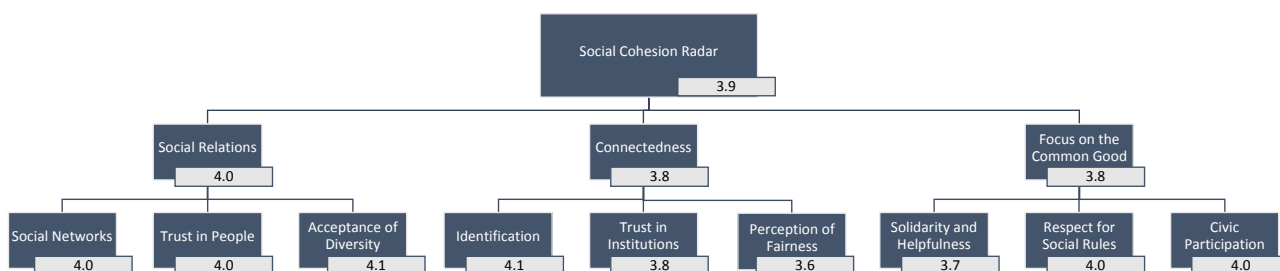 Social Cohesion Radar
3.9
Social Relations
4.0
Connectedness
3.8
Focus on the
Common Good
3.8
Social Networks
4.0
Trust in People
4.0
Acceptance of
Diversity
4.1
Identification
4.1
Trust in
Institutions
3.8
Perception of
Fairness
3.6
Solidarity and
Helpfulness
3.7
Respect for
Social Rules
4.0
Civic
Participation
4.0